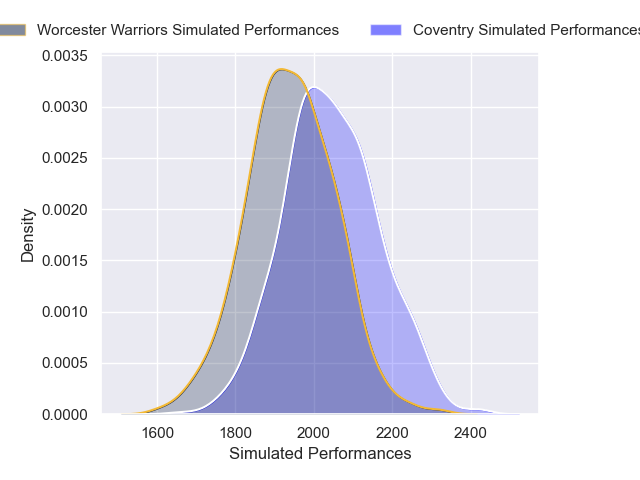 Worcester Warriors Simulated Performances
Coventry Simulated Performances
0.0035
0.0030
0.0025
0.0020
0.0015
0.0010
0.0005
0.0000
Density
1600 1800 2000 2200 2400
Simulated Performances